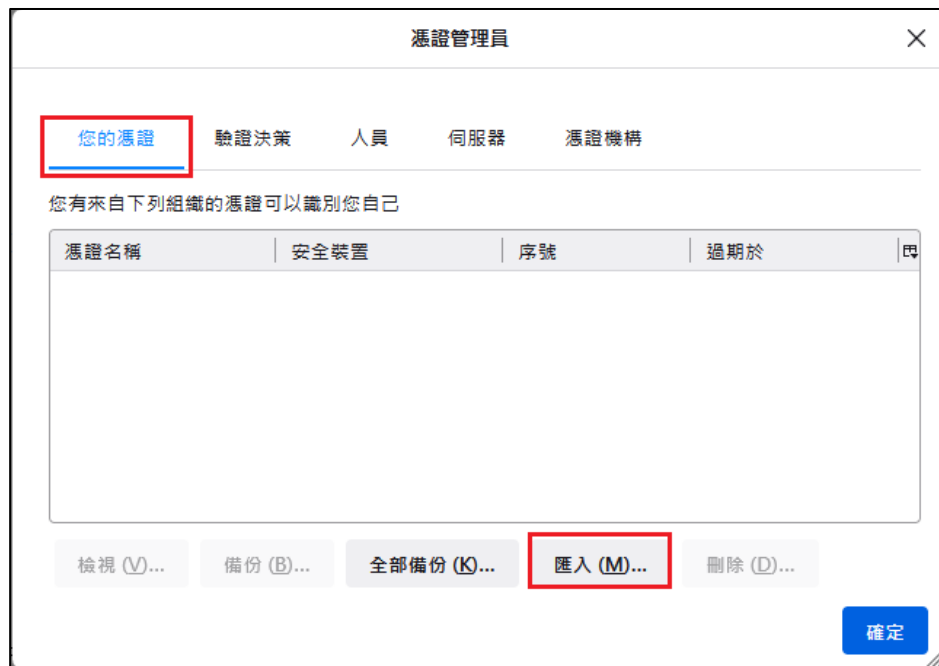 憑證管理員
您的憑證 驗證決策 人員 伺服器 憑證機構
您有來自下列組織的憑證可以識別您自己
憑證名稱 安全裝置 序號 過期於
檢視 (V)... 備份 (B)... 全部備份 (K)... 匯入 (M)... 刪除 (D)...
確定